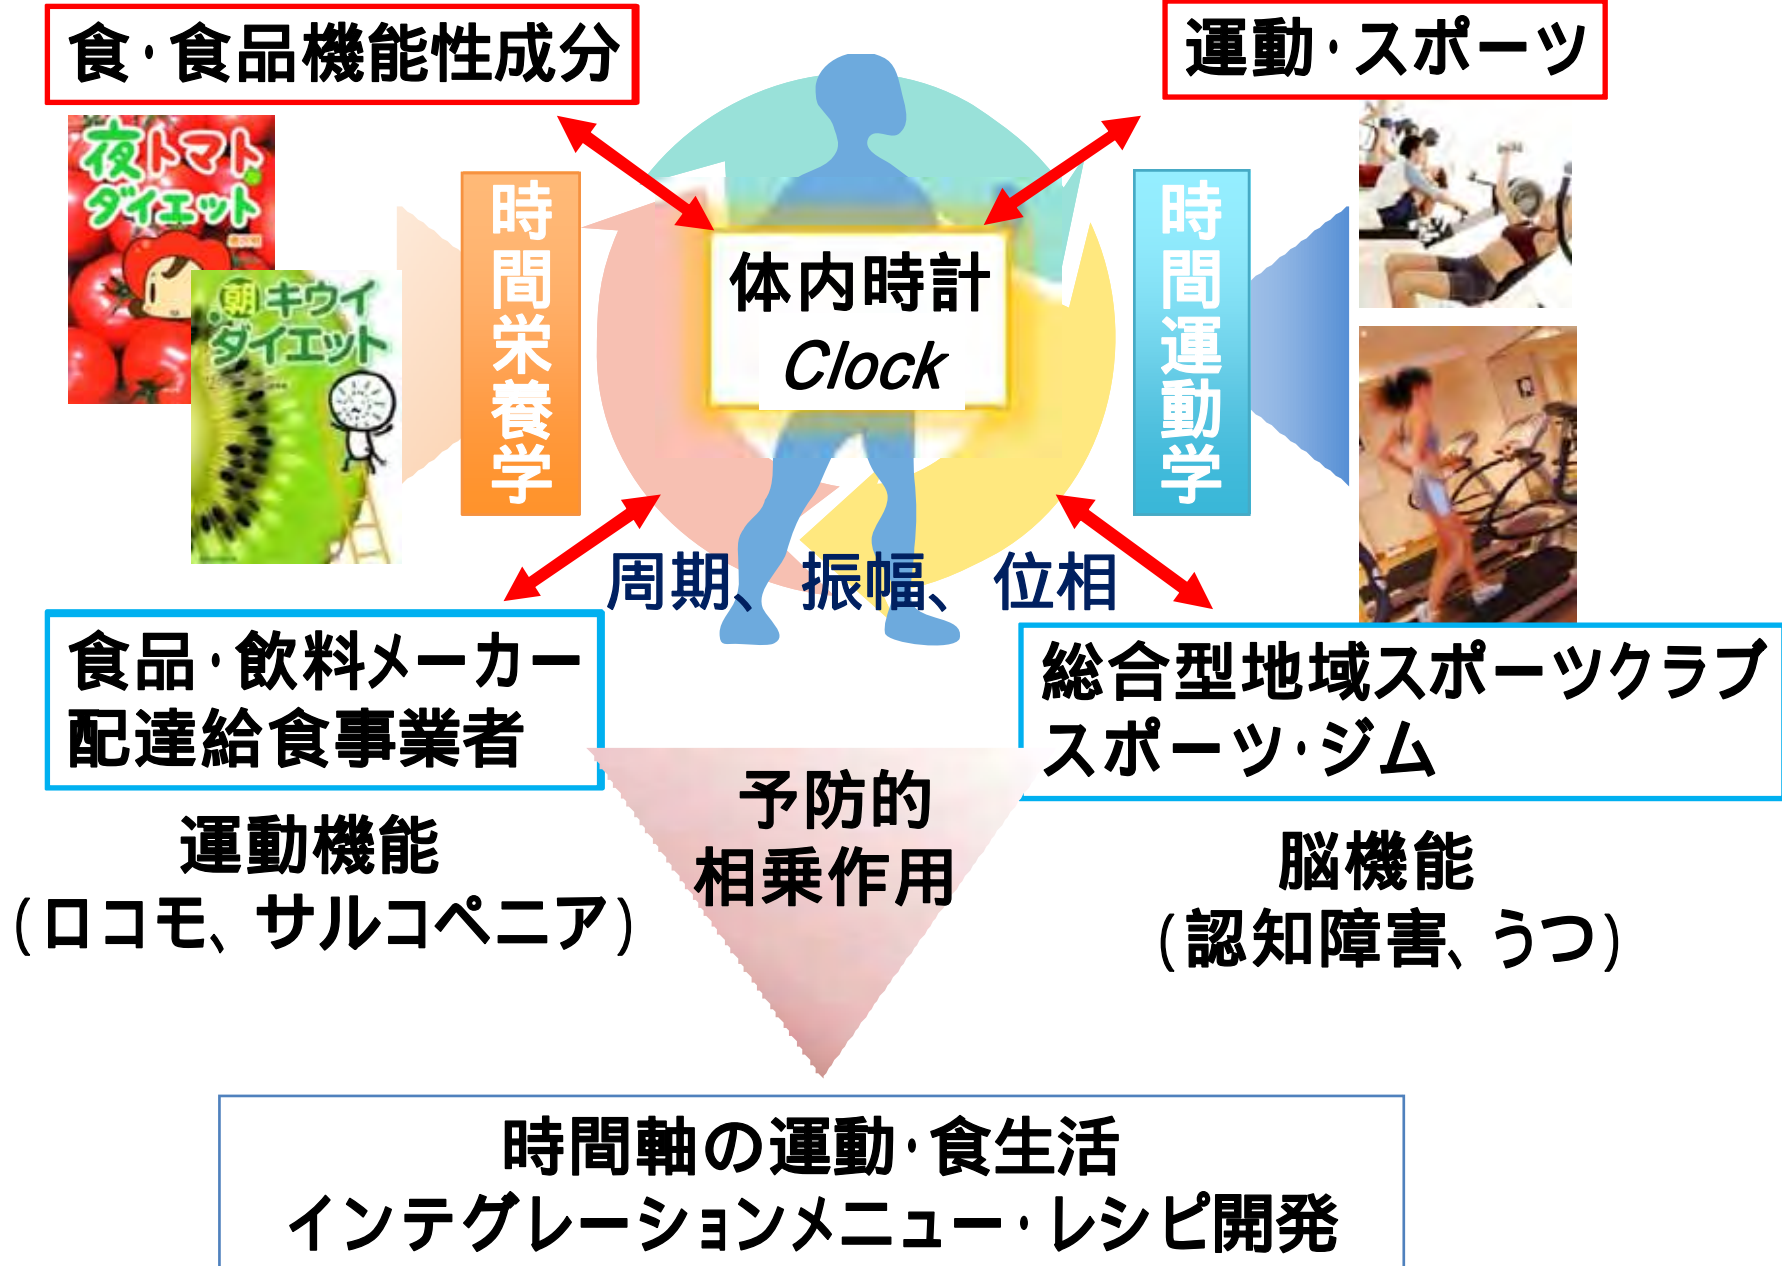 食・食品機能性成分
運動・スポーツ
夜トマト
ダイエット
朝キウイ
ダイエット
時間栄養学
体内時計
Clock
時間運動学
周期、振幅、位相
食品・飲料メーカー
配達給食事業者
総合型地域スポーツクラブ
スポーツ・ジム
予防的
相乗作用
運動機能
(ロコモ、サルコペニア)
脳機能
(認知障害、うつ)
時間軸の運動・食生活
インテグレーションメニュー・レシピ開発